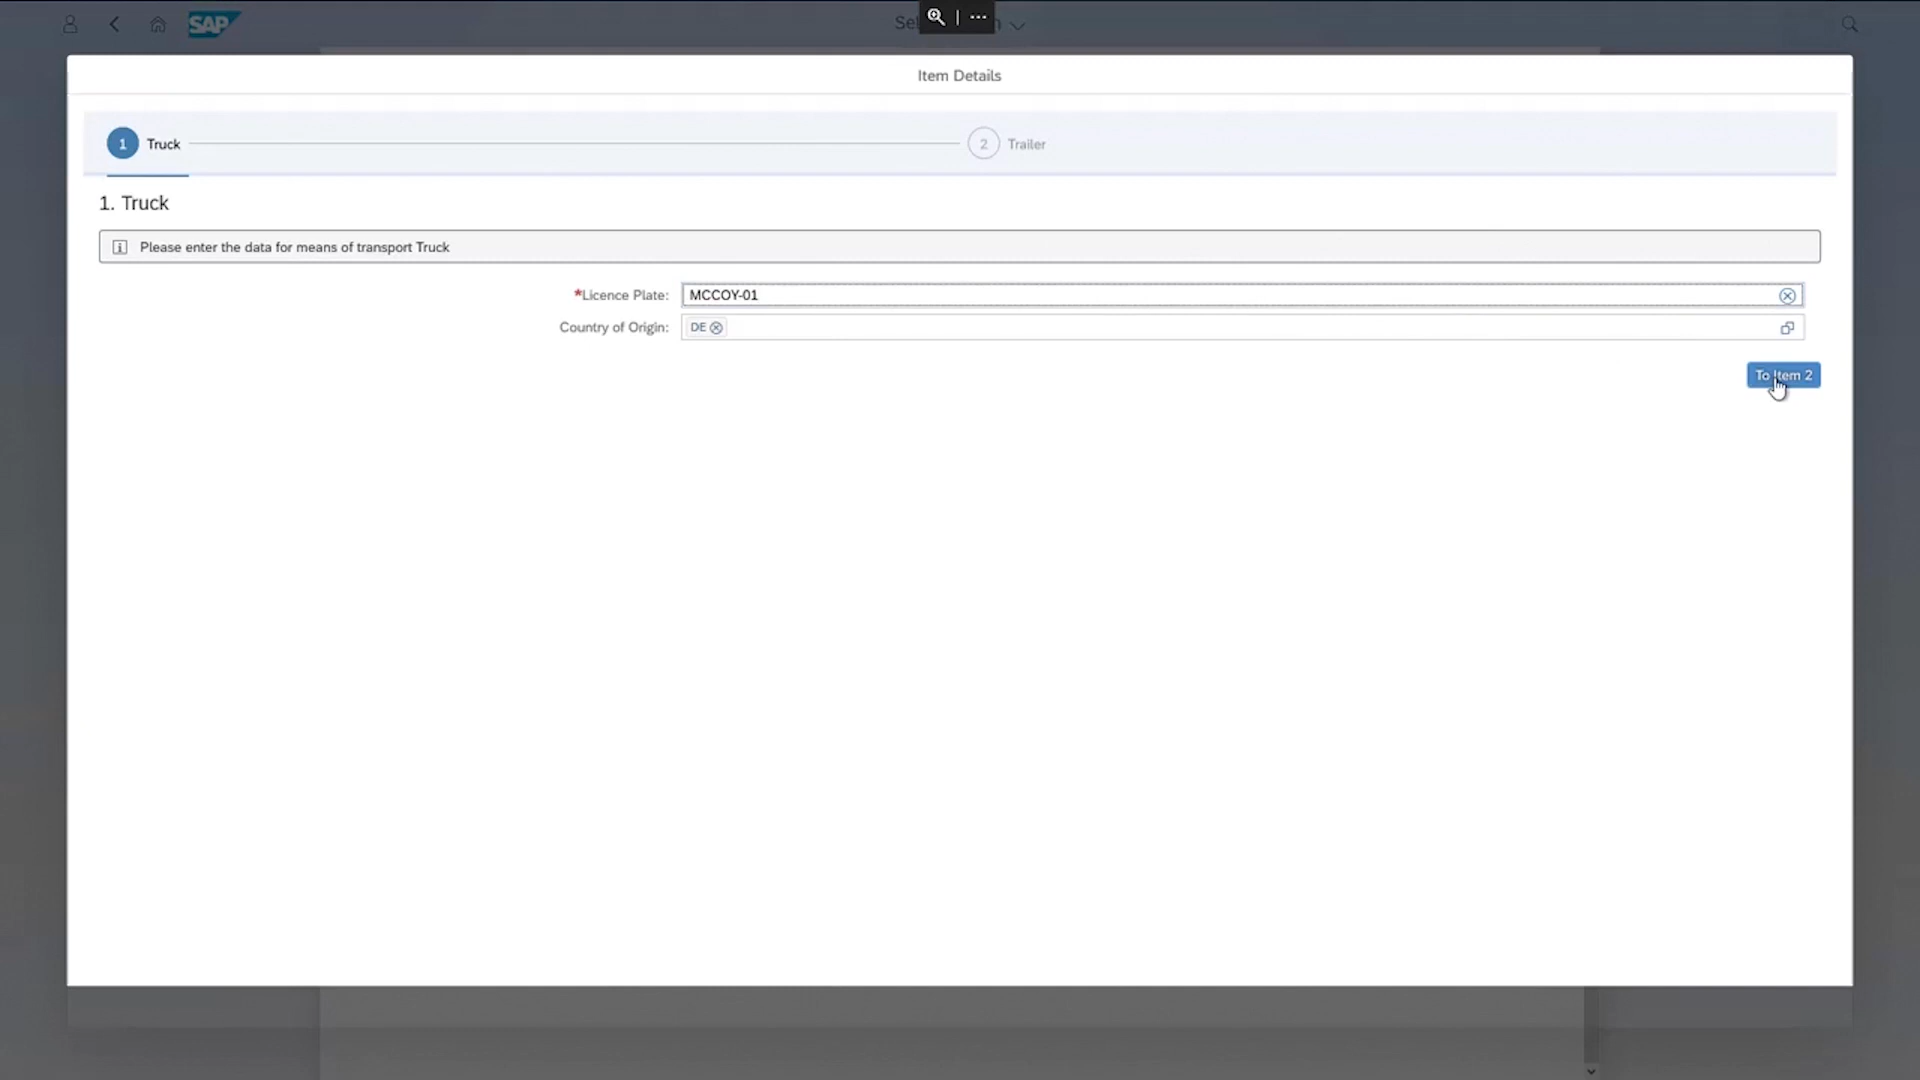 SAP
Item Details
1 Truck
2 Trailer
1. Truck
Please enter the data for means of transport Truck
*Licence Plate: MCCOY-01
Country of Origin: DE
To Item 2